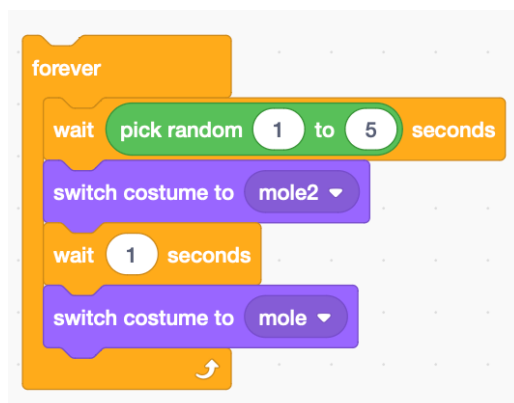 forever
wait pick random 1 to 5 seconds
switch costume to mole2
wait 1 seconds
switch costume to mole